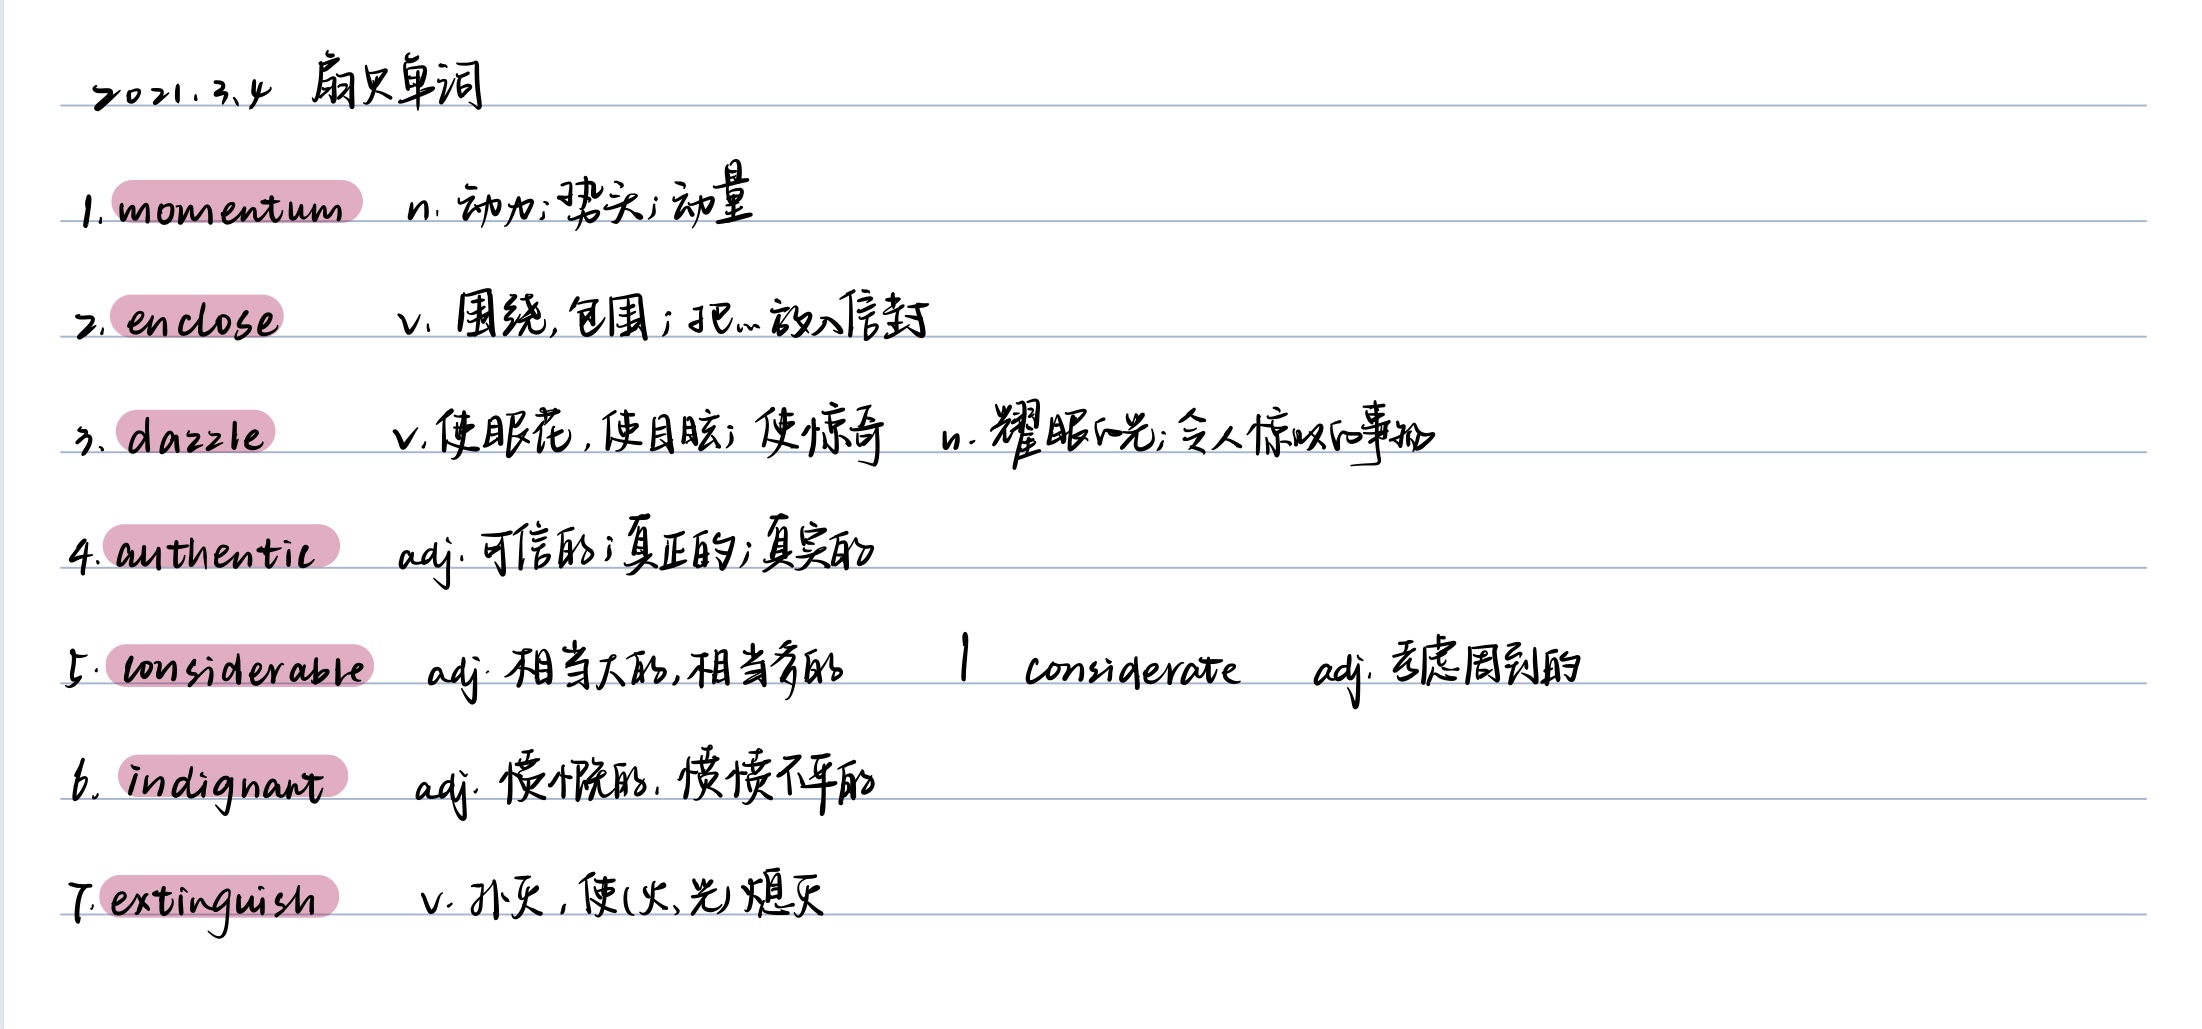 2021.3.4 扇贝单词
1. momentum n. 动力;势头;动量
2. enclose v. 围绕,包围;把…放入信封
3. dazzle v. 使眼花,使目眩;使惊奇 n. 耀眼的光;令人惊叹的事物
4. authentic adj. 可信的;真正的;真实的
5. considerable adj. 相当大的,相当多的 | considerate adj. 考虑周到的
6. indignant adj. 愤慨的,愤愤不平的
7. extinguish v. 扑灭,使(火、光)熄灭